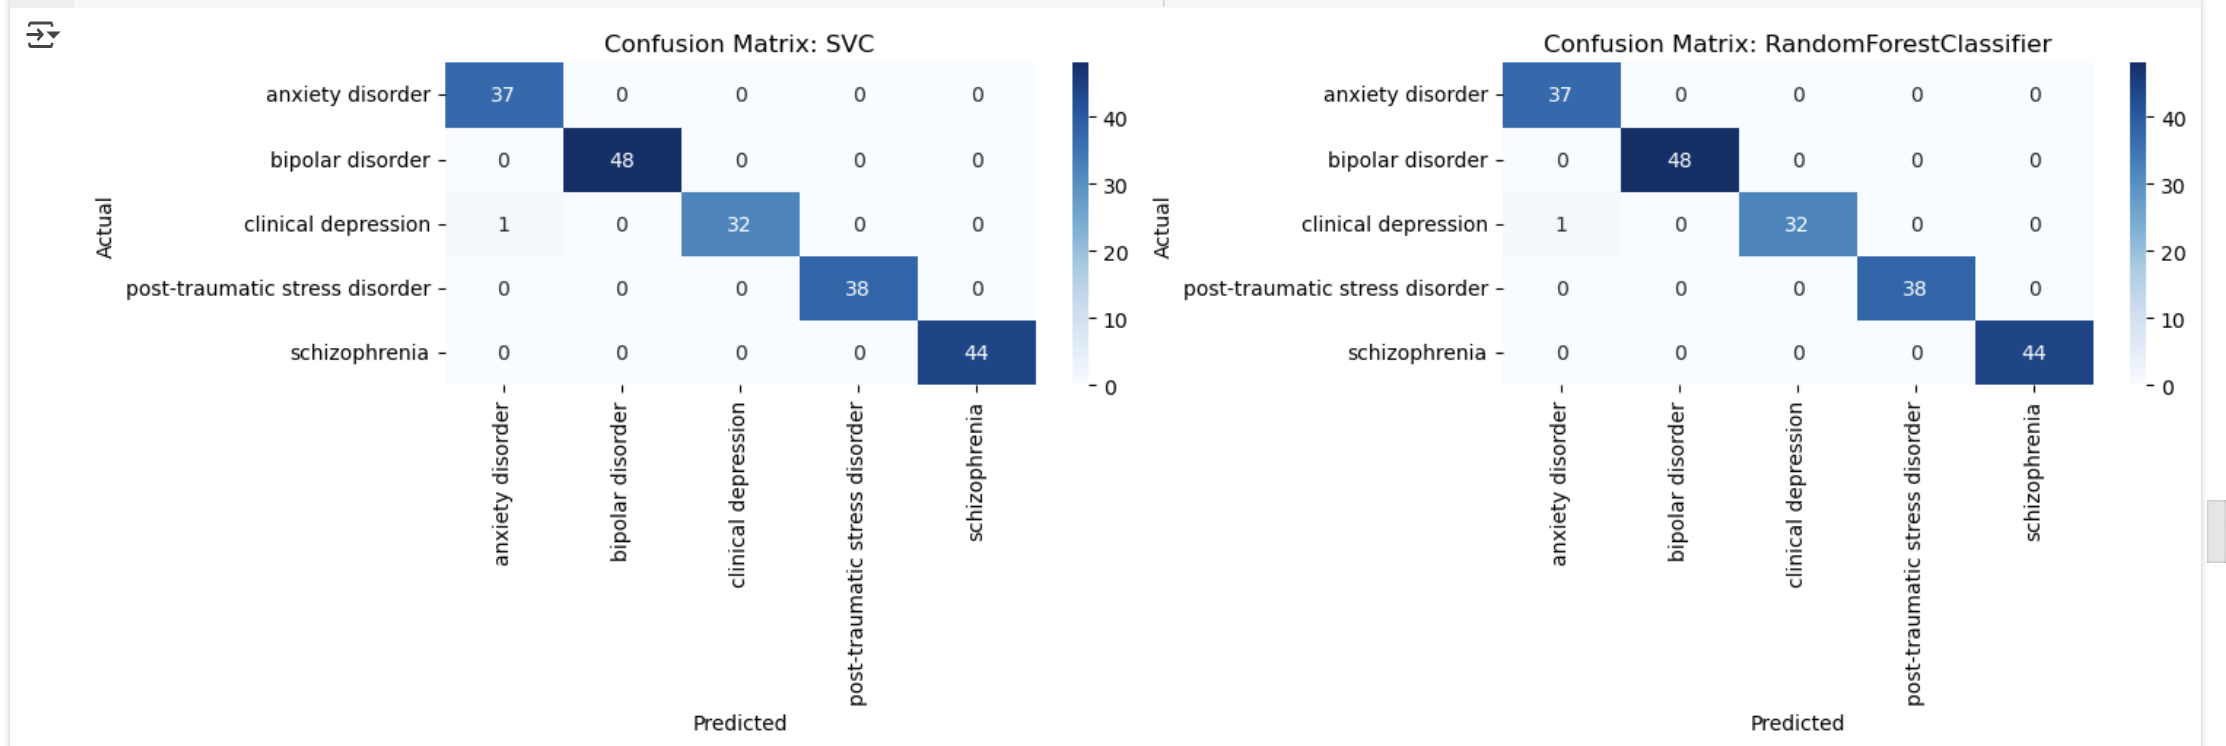 Confusion Matrix: SVC
anxiety disorder 37 0 0 0 0
bipolar disorder 0 48 0 0 0
clinical depression 1 0 32 0 0
post-traumatic stress disorder 0 0 0 38 0
schizophrenia 0 0 0 0 44
Actual
anxiety disorder
bipolar disorder
clinical depression
post-traumatic stress disorder
schizophrenia
Predicted
40
30
20
10
0
Confusion Matrix: RandomForestClassifier
anxiety disorder 37 0 0 0 0
bipolar disorder 0 48 0 0 0
clinical depression 1 0 32 0 0
post-traumatic stress disorder 0 0 0 38 0
schizophrenia 0 0 0 0 44
Actual
anxiety disorder
bipolar disorder
clinical depression
post-traumatic stress disorder
schizophrenia
Predicted
40
30
20
10
0